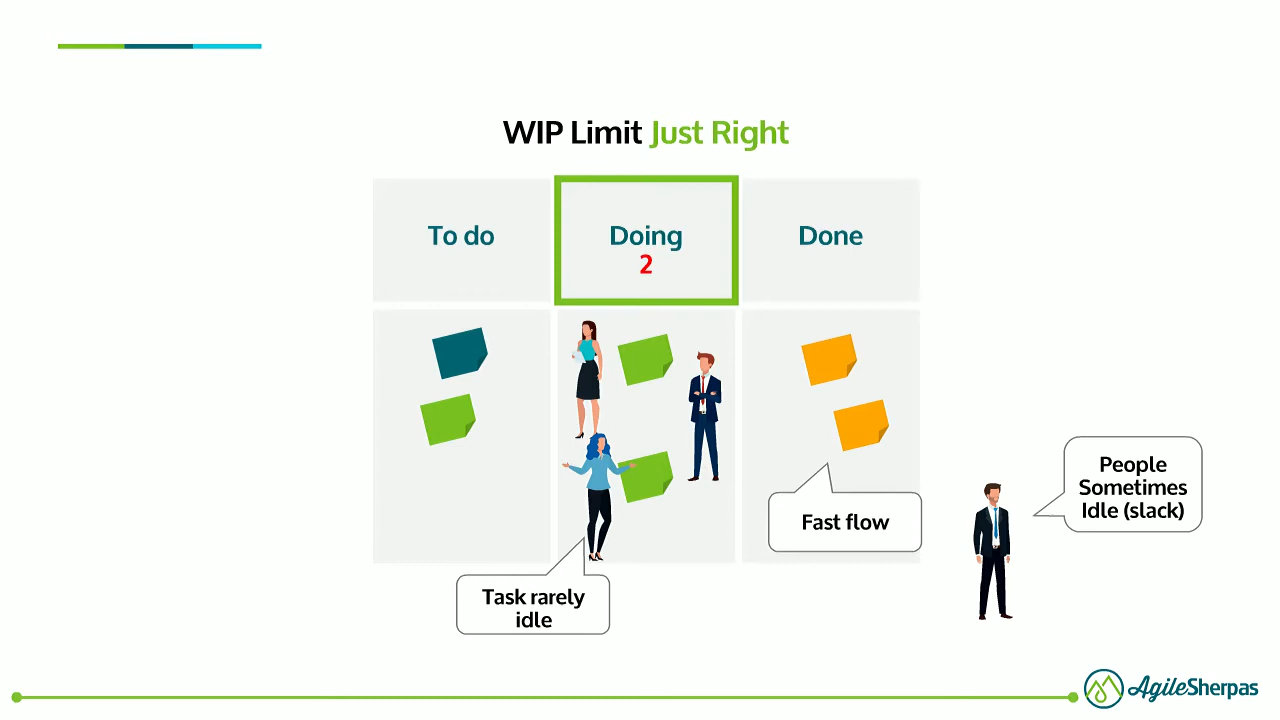 WIP Limit Just Right
To do
Doing
2
Done
People
Sometimes
Idle (slack)
Fast flow
Task rarely
idle
AgileSherpas